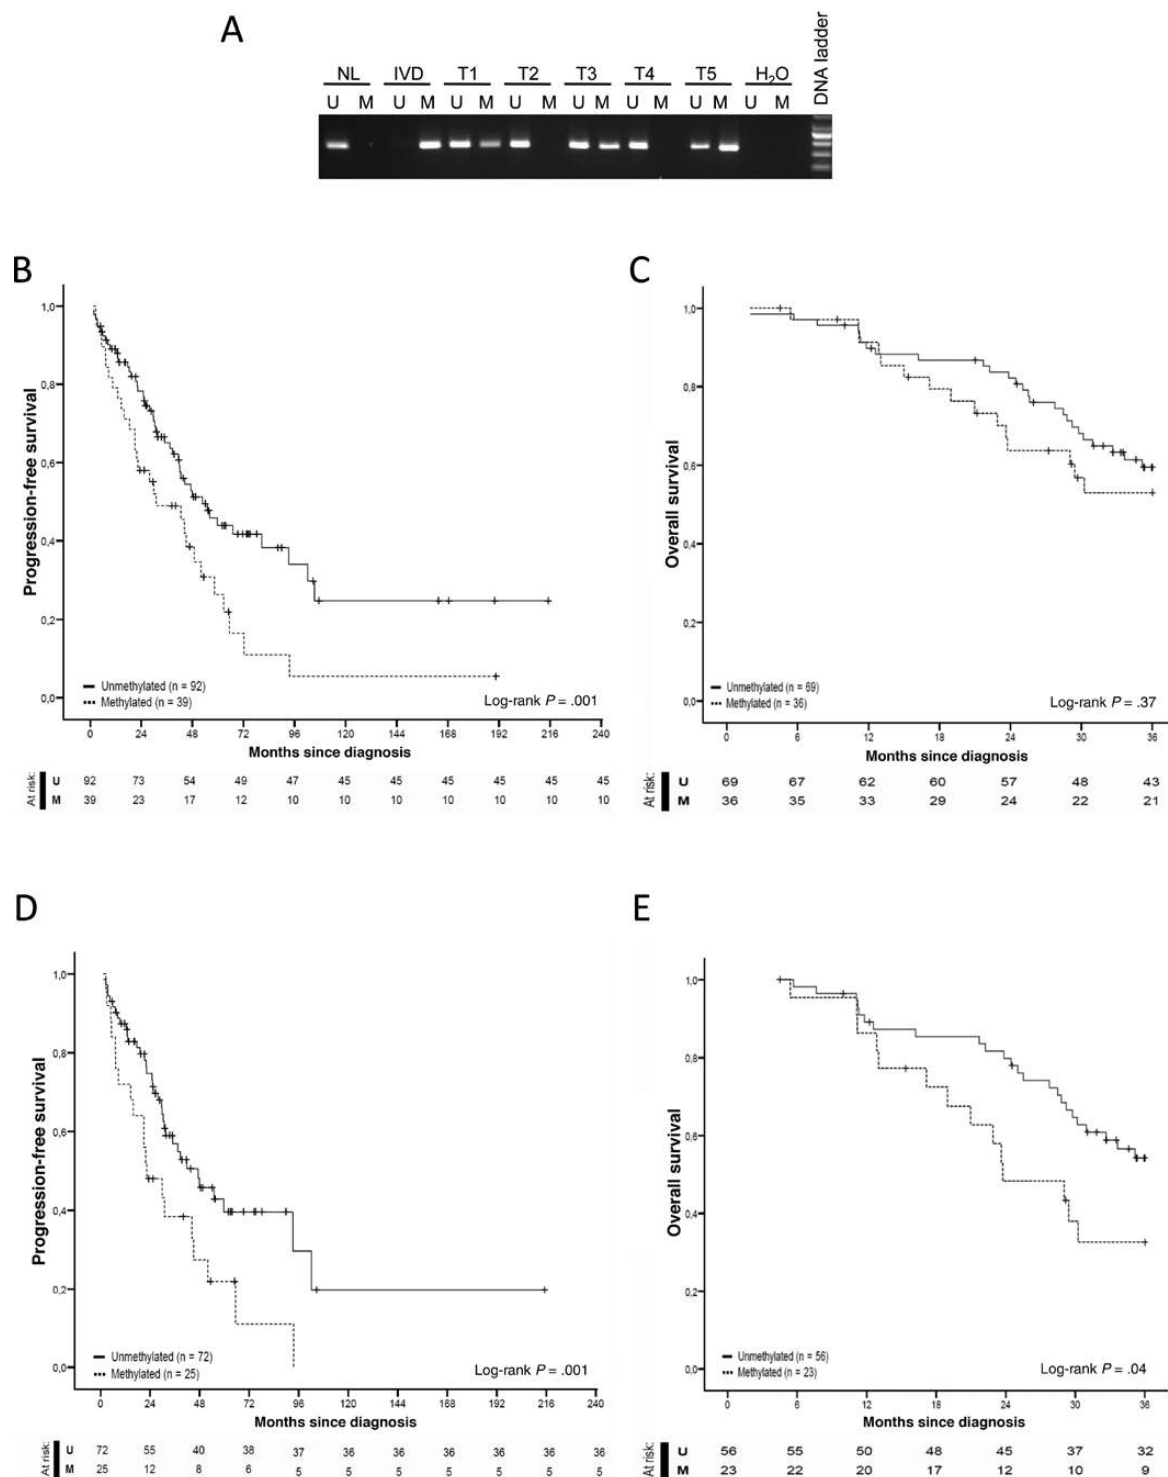 A
NL IVD T1 T2 T3 T4 T5 H₂O DNA ladder
U M U M U M U M U M U M U M U M
B
1,0
0,8
0,6
0,4
0,2
0,0
Progression-free survival
Unmethylated (n = 92)
Methylated (n = 39)
Log-rank P = .001
0 24 48 72 96 120 144 168 192 216 240
Months since diagnosis
At risk:
U 92 73 54 49 47 45 45 45 45 45 45
M 39 23 17 12 10 10 10 10 10 10 10
C
1,0
0,8
0,6
0,4
0,2
0,0
Overall survival
Unmethylated (n = 69)
Methylated (n = 36)
Log-rank P = .37
0 6 12 18 24 30 36
Months since diagnosis
At risk:
U 69 67 62 60 57 48 43
M 36 35 33 29 24 22 21
D
1,0
0,8
0,6
0,4
0,2
0,0
Progression-free survival
Unmethylated (n = 72)
Methylated (n = 25)
Log-rank P = .001
0 24 48 72 96 120 144 168 192 216 240
Months since diagnosis
At risk:
U 72 55 40 38 37 36 36 36 36 36 36
M 25 12 8 6 5 5 5 5 5 5 5
E
1,0
0,8
0,6
0,4
0,2
0,0
Overall survival
Unmethylated (n = 56)
Methylated (n = 23)
Log-rank P = .04
0 6 12 18 24 30 36
Months since diagnosis
At risk:
U 56 55 50 48 45 37 32
M 23 22 20 17 12 10 9